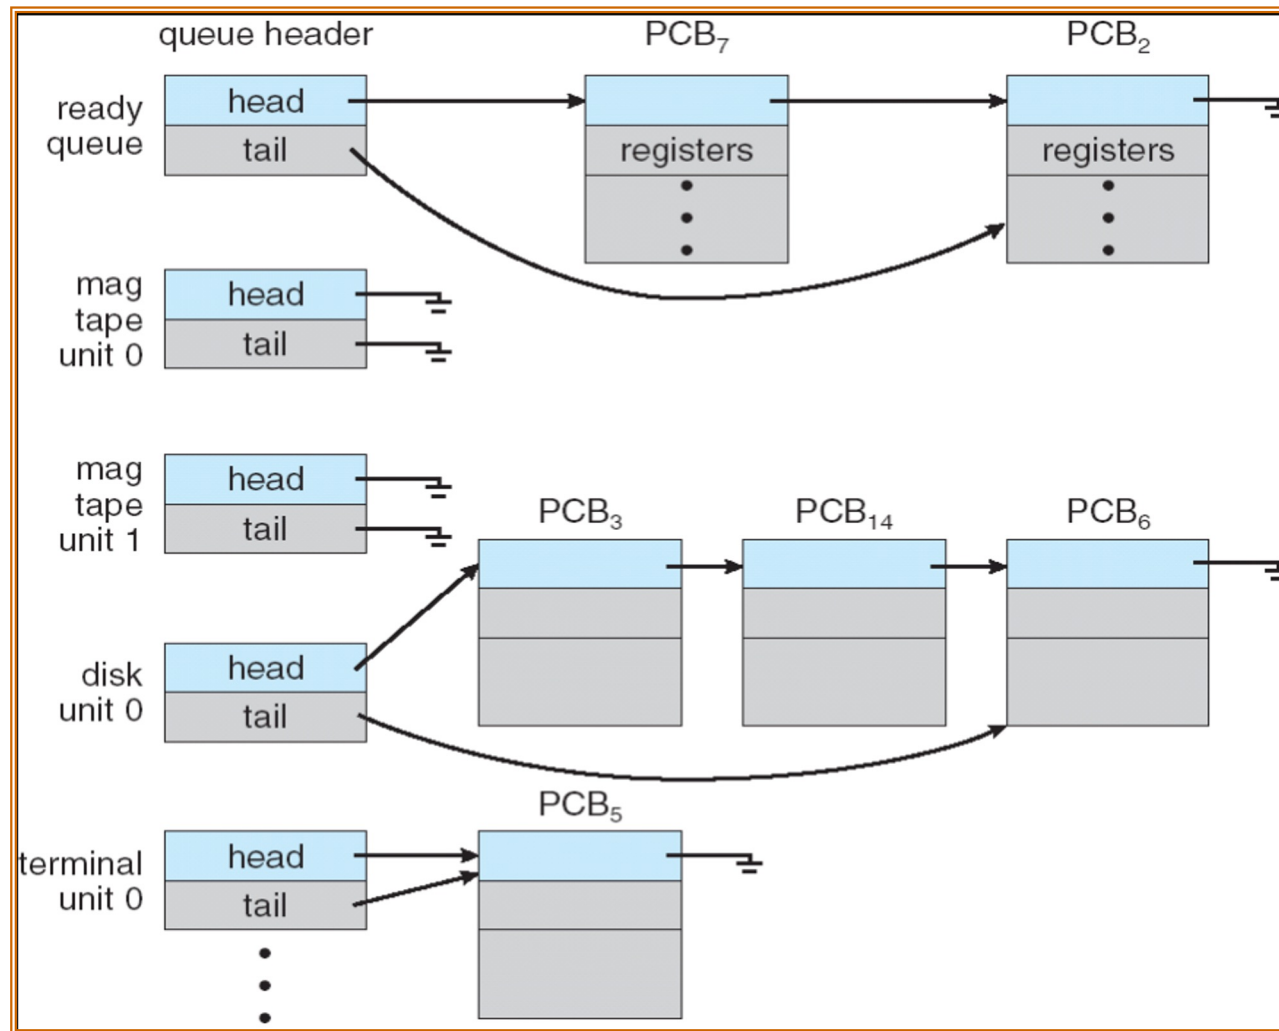 queue header
PCB₇
PCB₂
ready
queue
head
tail
registers
registers
mag
tape
unit 0
head
tail
mag
tape
unit 1
head
tail
PCB₃
PCB₁₄
PCB₆
disk
unit 0
head
tail
PCB₅
terminal
unit 0
head
tail